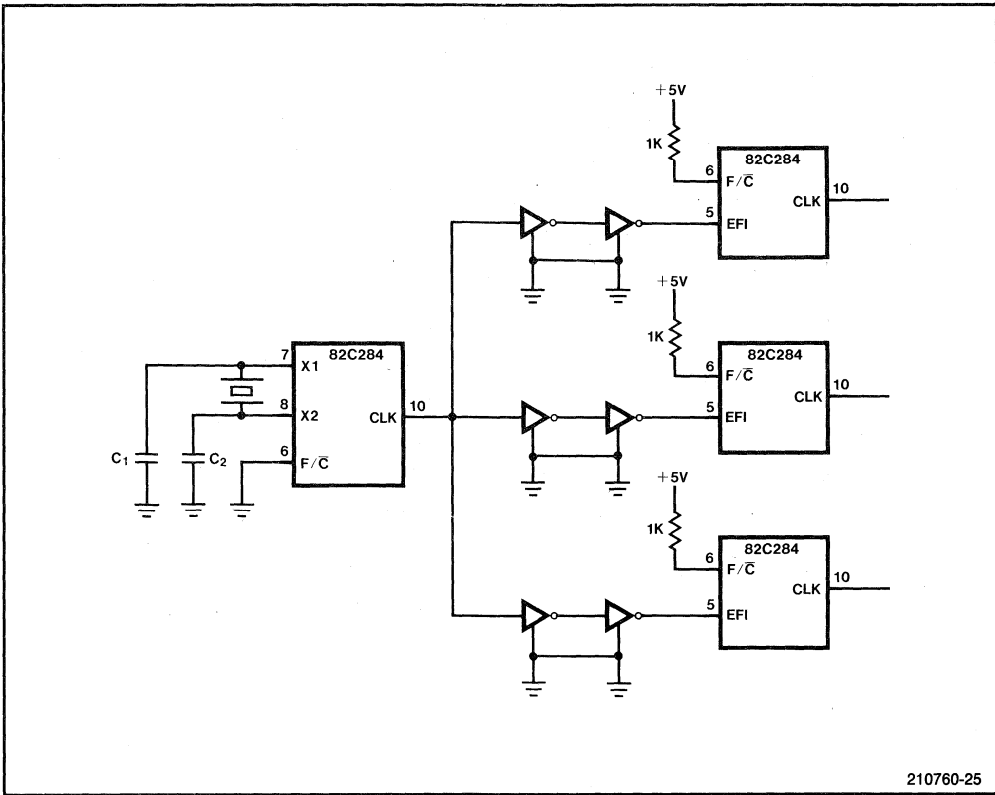 +5V
1K
82C284
6
F/C̅
10
CLK
5
EFI
+5V
1K
82C284
6
F/C̅
10
CLK
5
EFI
82C284
7
X1
8
X2
10
CLK
6
F/C̅
C₁
C₂
+5V
1K
82C284
6
F/C̅
10
CLK
5
EFI
210760-25